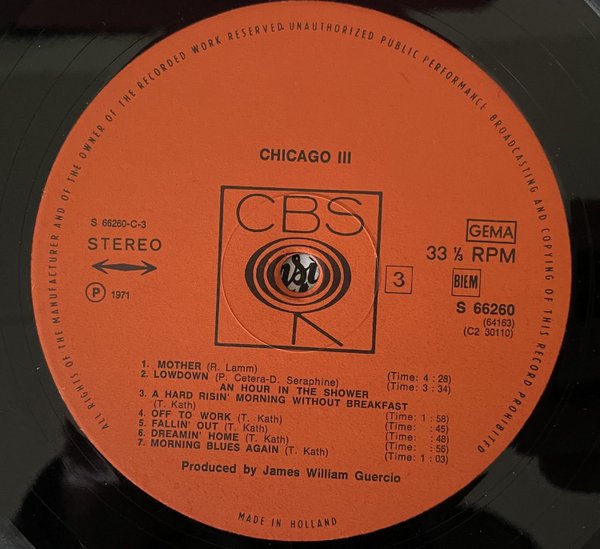 ALL RIGHTS OF THE MANUFACTURER AND OF THE OWNER OF THE RECORDED WORK RESERVED. UNAUTHORIZED PUBLIC PERFORMANCE BROADCASTING AND COPYING OF THIS RECORD PROHIBITED
CHICAGO III
CBS
S 66260-C-3
STEREO
GEMA
33 ⅓ RPM
3
BIEM
P 1971
S 66260
(64163)
(C2 30110)
1. MOTHER (R. Lamm) (Time: 4 : 28)
2. LOWDOWN (P. Cetera-D. Seraphine) (Time: 3 : 34)
AN HOUR IN THE SHOWER
3. A HARD RISIN' MORNING WITHOUT BREAKFAST
(T. Kath) (Time: 1 : 58)
4. OFF TO WORK (T. Kath) (Time: : 45)
5. FALLIN' OUT (T. Kath) (Time: : 48)
6. DREAMIN' HOME (T. Kath) (Time: : 56)
7. MORNING BLUES AGAIN (T. Kath) (Time: 1 : 03)
Produced by James William Guercio
MADE IN HOLLAND